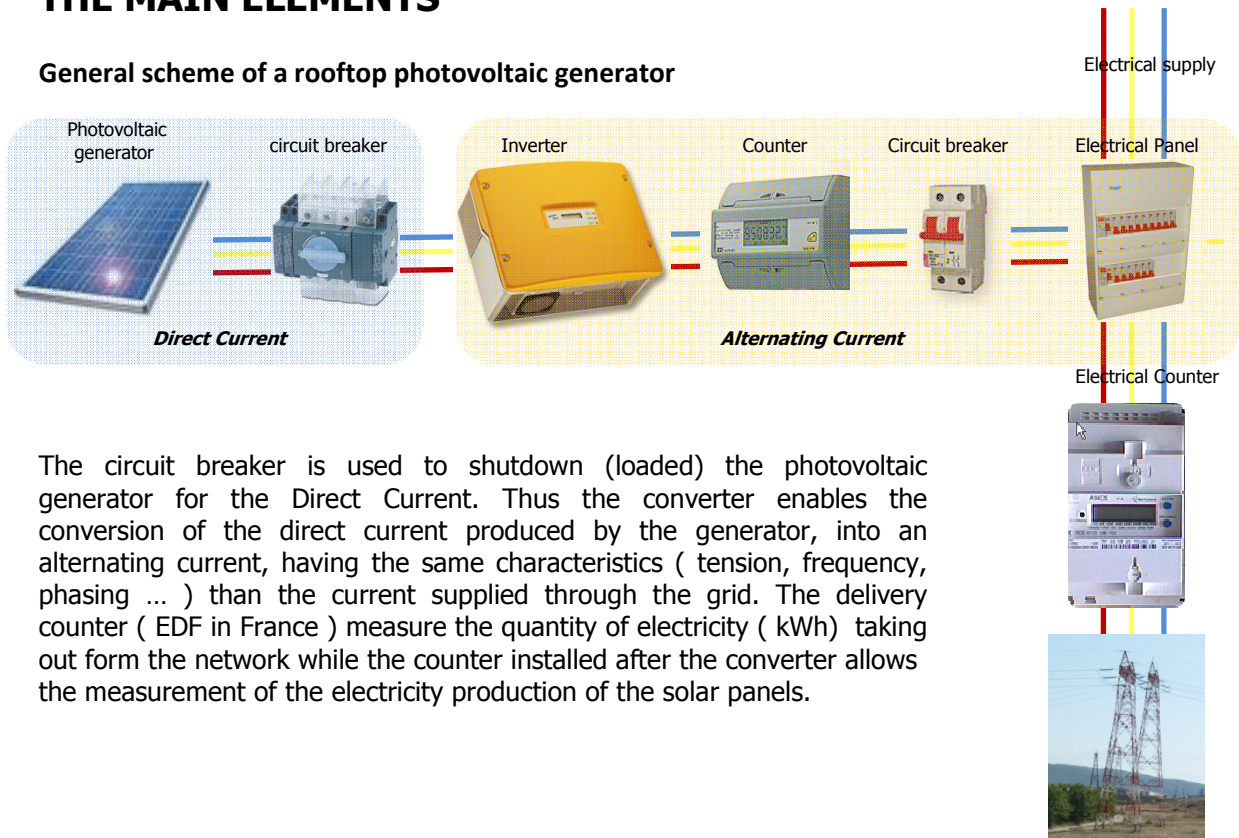 THE MAIN ELEMENTS
General scheme of a rooftop photovoltaic generator
Electrical supply
Photovoltaic
generator
circuit breaker
Inverter
Counter
Circuit breaker
Electrical Panel
Direct Current
Alternating Current
Electrical Counter
The circuit breaker is used to shutdown (loaded) the photovoltaic
generator for the Direct Current. Thus the converter enables the
conversion of the direct current produced by the generator, into an
alternating current, having the same characteristics ( tension, frequency,
phasing … ) than the current supplied through the grid. The delivery
counter ( EDF in France ) measure the quantity of electricity ( kWh) taking
out form the network while the counter installed after the converter allows
the measurement of the electricity production of the solar panels.